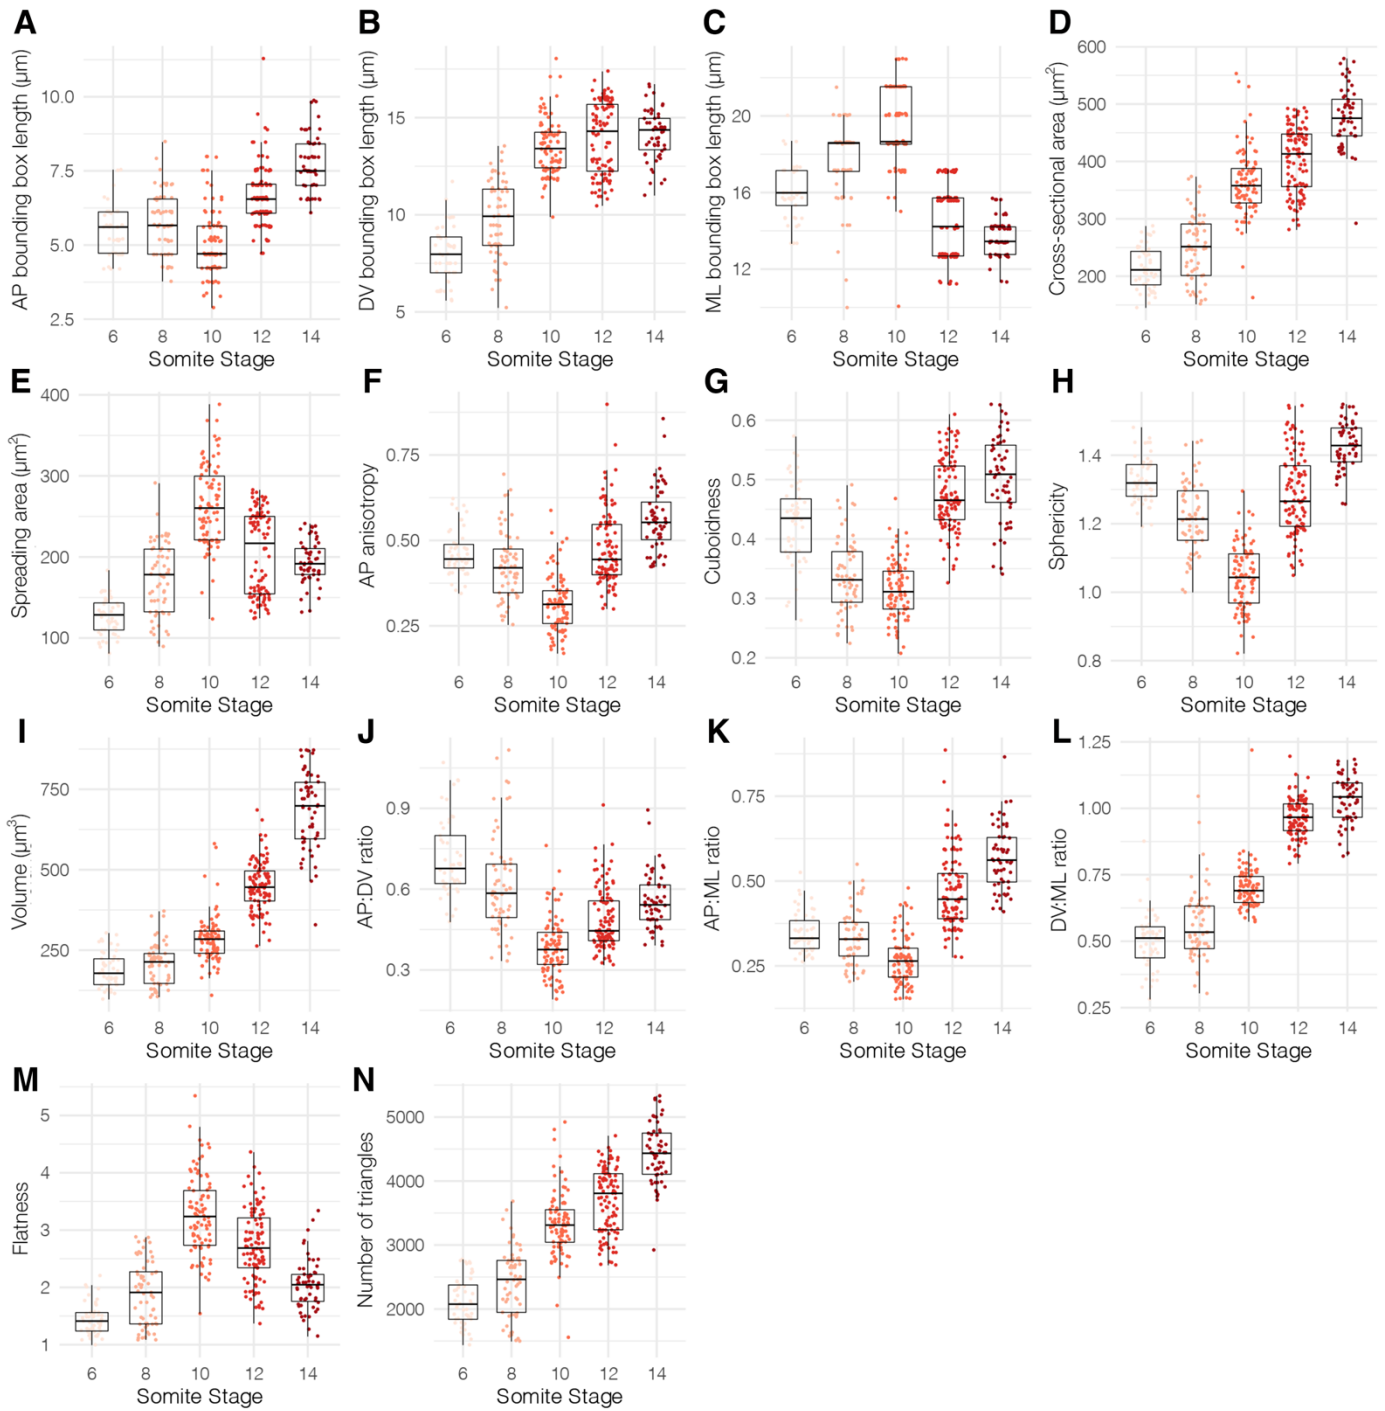 A
AP bounding box length (µm)
10.0
7.5
5.0
2.5
6 8 10 12 14
Somite Stage
B
DV bounding box length (µm)
15
10
5
6 8 10 12 14
Somite Stage
C
ML bounding box length (µm)
20
16
12
6 8 10 12 14
Somite Stage
D
Cross-sectional area (µm²)
600
500
400
300
200
6 8 10 12 14
Somite Stage
E
Spreading area (µm²)
400
300
200
100
6 8 10 12 14
Somite Stage
F
AP anisotropy
0.75
0.50
0.25
6 8 10 12 14
Somite Stage
G
Cuboidness
0.6
0.5
0.4
0.3
0.2
6 8 10 12 14
Somite Stage
H
Sphericity
1.4
1.2
1.0
0.8
6 8 10 12 14
Somite Stage
I
Volume (µm³)
750
500
250
6 8 10 12 14
Somite Stage
J
AP:DV ratio
0.9
0.6
0.3
6 8 10 12 14
Somite Stage
K
AP:ML ratio
0.75
0.50
0.25
6 8 10 12 14
Somite Stage
L
DV:ML ratio
1.25
1.00
0.75
0.50
0.25
6 8 10 12 14
Somite Stage
M
Flatness
5
4
3
2
1
6 8 10 12 14
Somite Stage
N
Number of triangles
5000
4000
3000
2000
6 8 10 12 14
Somite Stage